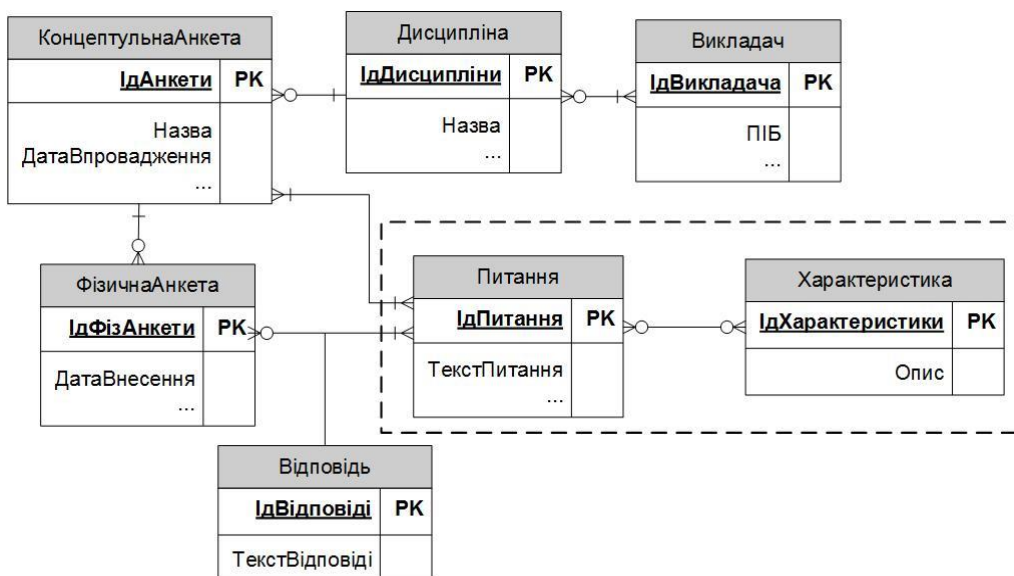 КонцептульнаАнкета
ІдАнкети PK
Назва
ДатаВпровадження
...
Дисципліна
ІдДисципліни PK
Назва
...
Викладач
ІдВикладача PK
ПІБ
...
ФізичнаАнкета
ІдФізАнкети PK
ДатаВнесення
...
Питання
ІдПитання PK
ТекстПитання
...
Характеристика
ІдХарактеристики PK
Опис
Відповідь
ІдВідповіді PK
ТекстВідповіді